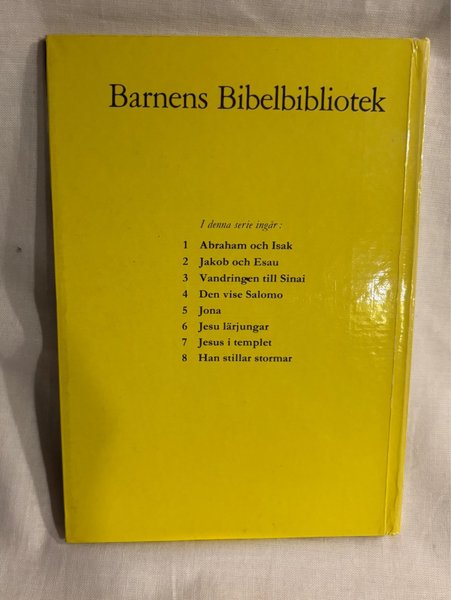 Barnens Bibelbibliotek
I denna serie ingår:
1 Abraham och Isak
2 Jakob och Esau
3 Vandringen till Sinai
4 Den vise Salomo
5 Jona
6 Jesu lärjungar
7 Jesus i templet
8 Han stillar stormar